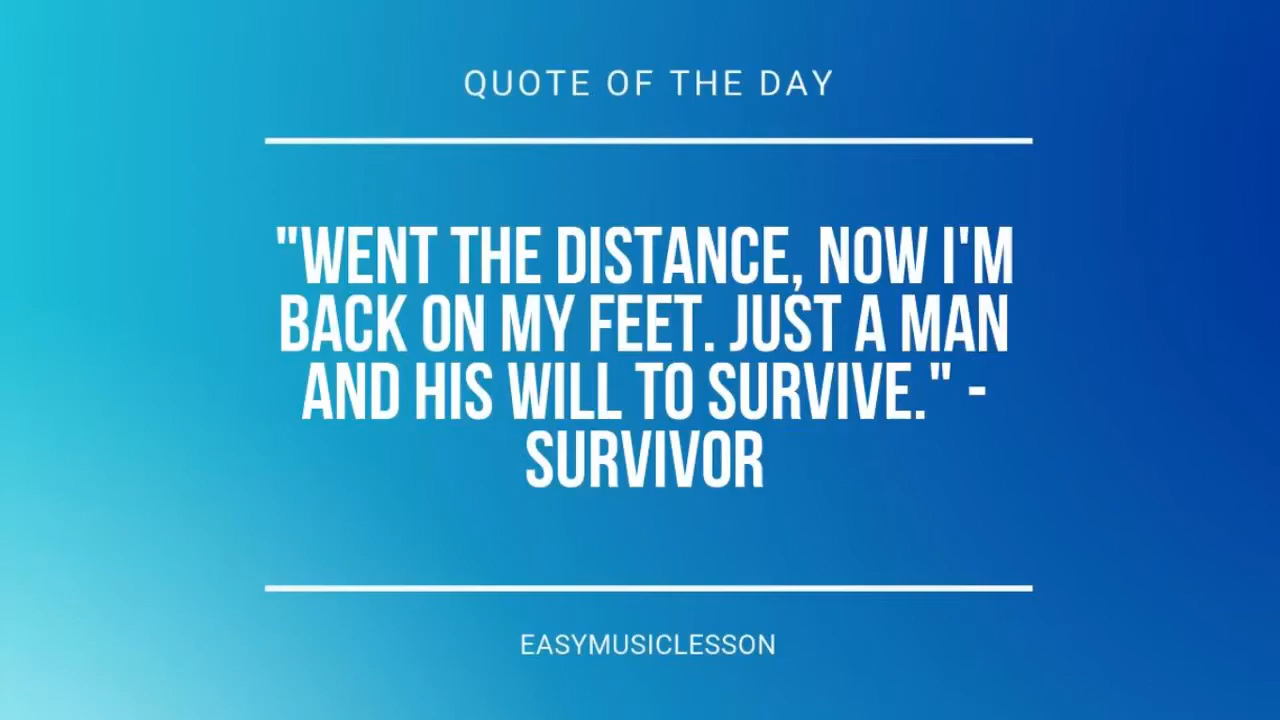 QUOTE OF THE DAY
"WENT THE DISTANCE, NOW I'M
BACK ON MY FEET. JUST A MAN
AND HIS WILL TO SURVIVE." -
SURVIVOR
EASYMUSICLESSON